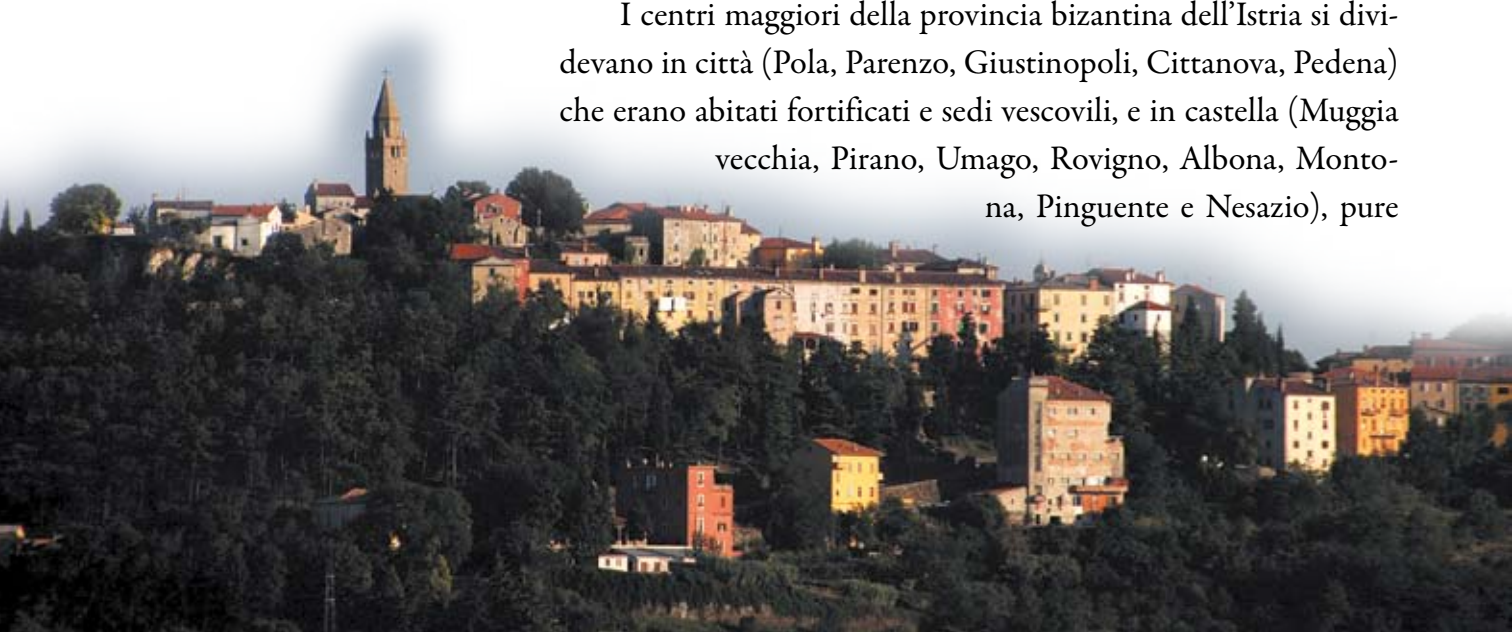 I centri maggiori della provincia bizantina dell’Istria si divi-
devano in città (Pola, Parenzo, Giustinopoli, Cittanova, Pedena)
che erano abitati fortificati e sedi vescovili, e in castella (Muggia
vecchia, Pirano, Umago, Rovigno, Albona, Monto-
na, Pinguente e Nesazio), pure